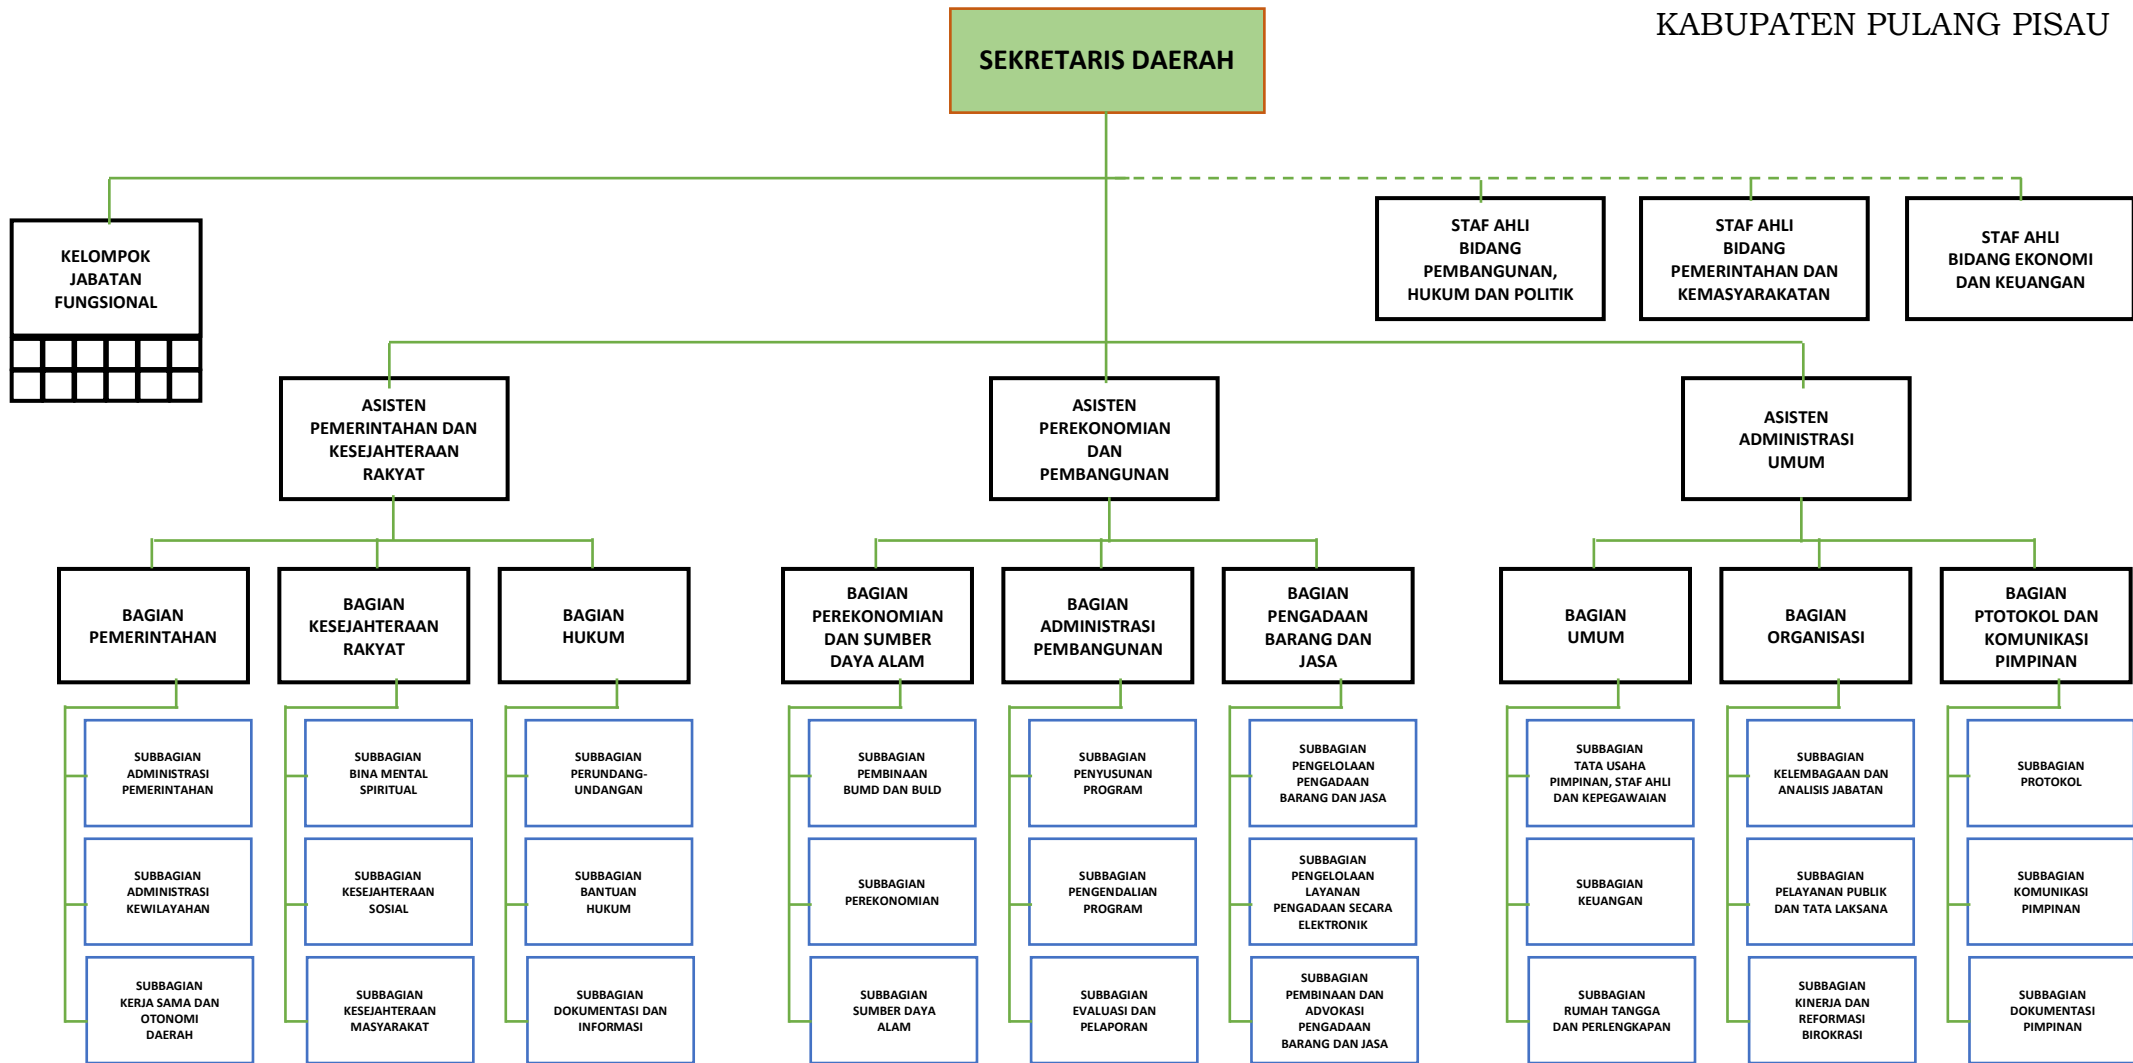 KABUPATEN PULANG PISAU
SEKRETARIS DAERAH
KELOMPOK
JABATAN
FUNGSIONAL
STAF AHLI
BIDANG
PEMBANGUNAN,
HUKUM DAN POLITIK
STAF AHLI
BIDANG
PEMERINTAHAN DAN
KEMASYARAKATAN
STAF AHLI
BIDANG EKONOMI
DAN KEUANGAN
ASISTEN
PEMERINTAHAN DAN
KESEJAHTERAAN
RAKYAT
ASISTEN
PEREKONOMIAN
DAN
PEMBANGUNAN
ASISTEN
ADMINISTRASI
UMUM
BAGIAN
PEMERINTAHAN
BAGIAN
KESEJAHTERAAN
RAKYAT
BAGIAN
HUKUM
BAGIAN
PEREKONOMIAN
DAN SUMBER
DAYA ALAM
BAGIAN
ADMINISTRASI
PEMBANGUNAN
BAGIAN
PENGADAAN
BARANG DAN
JASA
BAGIAN
UMUM
BAGIAN
ORGANISASI
BAGIAN
PTOTOKOL DAN
KOMUNIKASI
PIMPINAN
SUBBAGIAN
ADMINISTRASI
PEMERINTAHAN
SUBBAGIAN
BINA MENTAL
SPIRITUAL
SUBBAGIAN
PERUNDANG-
UNDANGAN
SUBBAGIAN
PEMBINAAN
BUMD DAN BULD
SUBBAGIAN
PENYUSUNAN
PROGRAM
SUBBAGIAN
PENGELOLAAN
PENGADAAN
BARANG DAN JASA
SUBBAGIAN
TATA USAHA
PIMPINAN, STAF AHLI
DAN KEPEGAWAIAN
SUBBAGIAN
KELEMBAGAAN DAN
ANALISIS JABATAN
SUBBAGIAN
PROTOKOL
SUBBAGIAN
ADMINISTRASI
KEWILAYAHAN
SUBBAGIAN
KESEJAHTERAAN
SOSIAL
SUBBAGIAN
BANTUAN
HUKUM
SUBBAGIAN
PEREKONOMIAN
SUBBAGIAN
PENGENDALIAN
PROGRAM
SUBBAGIAN
PENGELOLAAN
LAYANAN
PENGADAAN SECARA
ELEKTRONIK
SUBBAGIAN
KEUANGAN
SUBBAGIAN
PELAYANAN PUBLIK
DAN TATA LAKSANA
SUBBAGIAN
KOMUNIKASI
PIMPINAN
SUBBAGIAN
KERJA SAMA DAN
OTONOMI
DAERAH
SUBBAGIAN
KESEJAHTERAAN
MASYARAKAT
SUBBAGIAN
DOKUMENTASI DAN
INFORMASI
SUBBAGIAN
SUMBER DAYA
ALAM
SUBBAGIAN
EVALUASI DAN
PELAPORAN
SUBBAGIAN
PEMBINAAN DAN
ADVOKASI
PENGADAAN
BARANG DAN JASA
SUBBAGIAN
RUMAH TANGGA
DAN PERLENGKAPAN
SUBBAGIAN
KINERJA DAN
REFORMASI
BIROKRASI
SUBBAGIAN
DOKUMENTASI
PIMPINAN